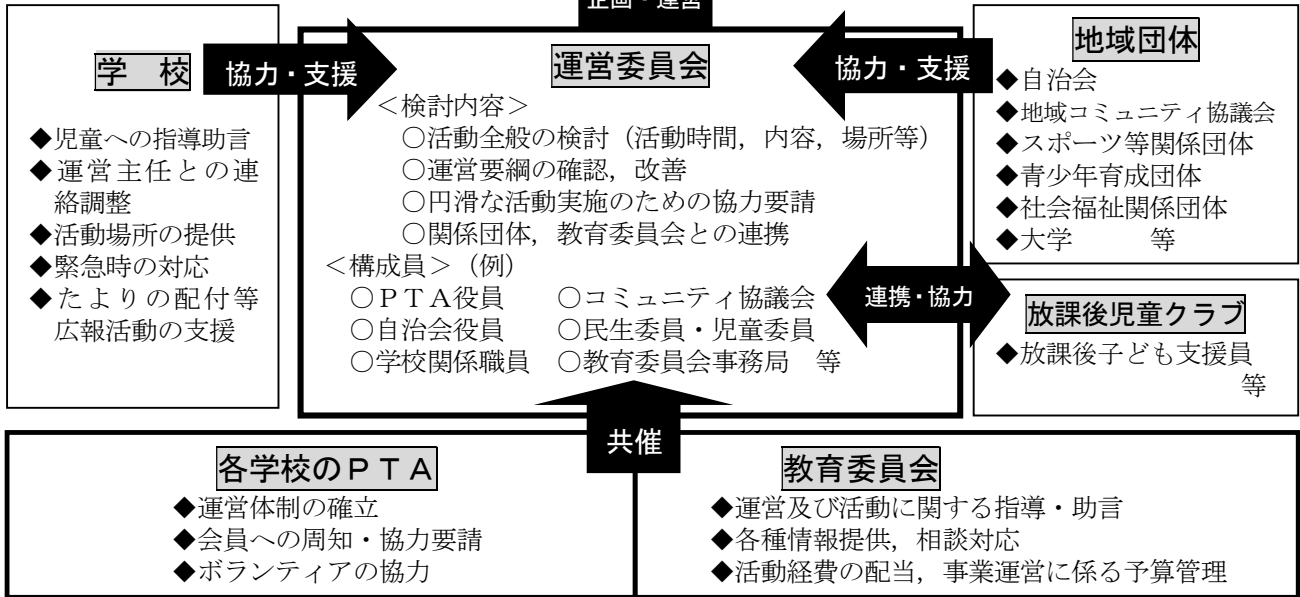 企画・運営
学　校
協力・支援
◆児童への指導助言
◆運営主任との連
絡調整
◆活動場所の提供
◆緊急時の対応
◆たよりの配付等
広報活動の支援
運営委員会
＜検討内容＞
○活動全般の検討（活動時間，内容，場所等）
○運営要綱の確認，改善
○円滑な活動実施のための協力要請
○関係団体，教育委員会との連携
＜構成員＞（例）
○ＰＴＡ役員　○コミュニティ協議会
○自治会役員　○民生委員・児童委員
○学校関係職員　○教育委員会事務局　等
協力・支援
地域団体
◆自治会
◆地域コミュニティ協議会
◆スポーツ等関係団体
◆青少年育成団体
◆社会福祉関係団体
◆大学　　　等
連携・協力
放課後児童クラブ
◆放課後子ども支援員
等
共催
各学校のＰＴＡ
◆運営体制の確立
◆会員への周知・協力要請
◆ボランティアの協力
教育委員会
◆運営及び活動に関する指導・助言
◆各種情報提供，相談対応
◆活動経費の配当，事業運営に係る予算管理